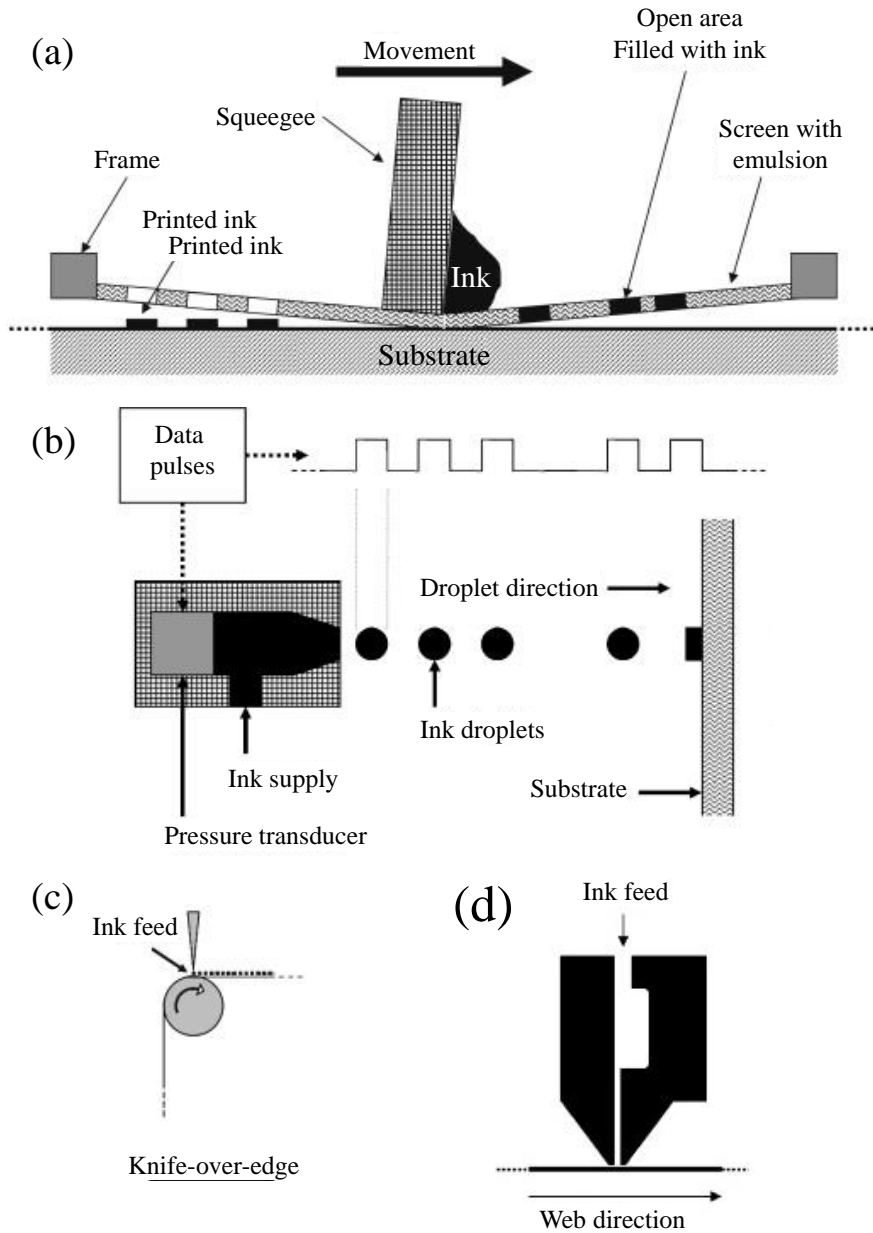 (a)
Movement
Open area
Filled with ink
Squeegee
Screen with
emulsion
Frame
Printed ink
Printed ink
Ink
Substrate
(b)
Data
pulses
Droplet direction
Ink droplets
Ink supply
Substrate
Pressure transducer
(c)
Ink feed
Knife-over-edge
(d)
Ink feed
Web direction